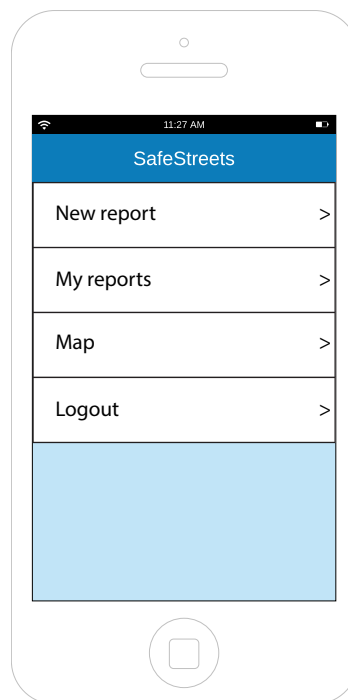 11:27 AM
SafeStreets
New report >
My reports >
Map >
Logout >